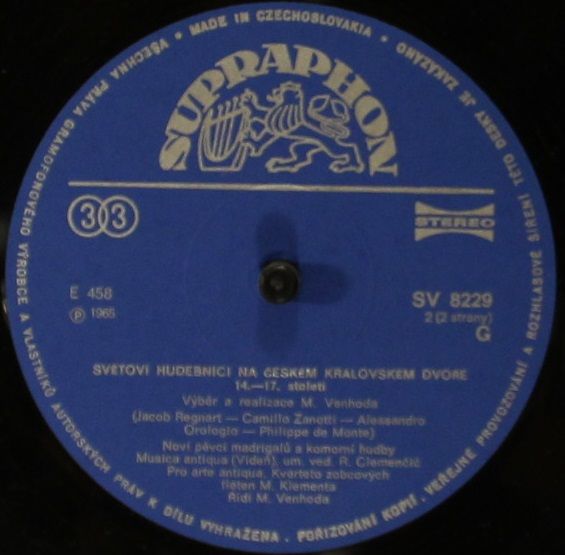 VŠECHNA PRÁVA GRAMOFONOVÉHO VÝROBCE A VLASTNÍKŮ AUTORSKÝCH PRÁV K DÍLU VYHRAŽENA · POŘIZOVÁNÍ KOPIÍ, VEŘEJNÉ PROVOZOVÁNÍ A ROZHLASOVÉ ŠÍŘENÍ TÉTO DESKY JE ZAKÁZÁNO · MADE IN CZECHOSLOVAKIA ·
SUPRAPHON
33
STEREO
E 458
SV 8229
℗ 1965
2 (2 strany)
G
SVĚTOVÍ HUDEBNÍCI NA ČESKÉM KRÁLOVSKÉM DVOŘE
14.—17. století
Výběr a realizace M. Venhoda
(Jacob Regnart — Camillo Zanotti — Alessandro
Orologio — Philippe de Monte)
Noví pěvci madrigalů a komorní hudby
Musica antiqua (Vídeň), um. ved. R. Clemenčič
Pro arte antiqua, Kvarteto zobcových
fléten M. Klementa
Řídí M. Venhoda